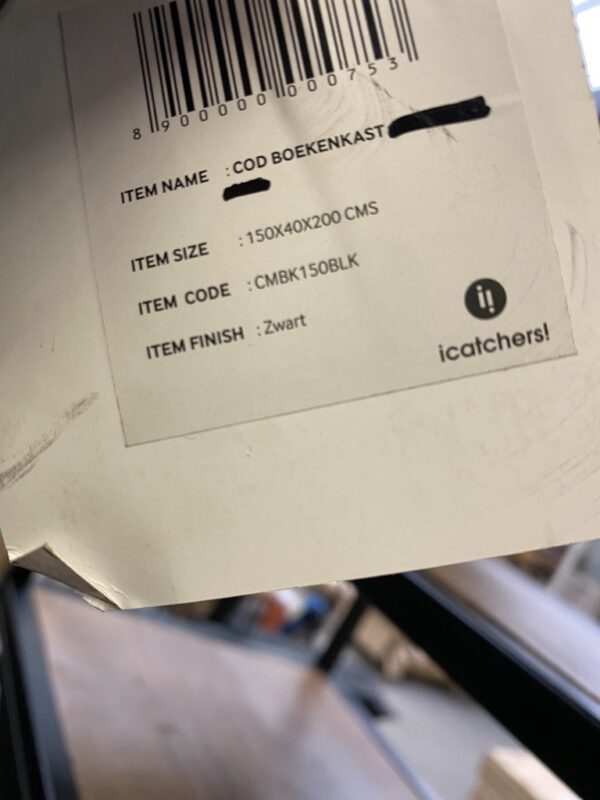 8 900000 000753
ITEM NAME : COD BOEKENKAST
ITEM SIZE : 150X40X200 CMS
ITEM CODE : CMBK150BLK
ITEM FINISH : Zwart
icatchers!